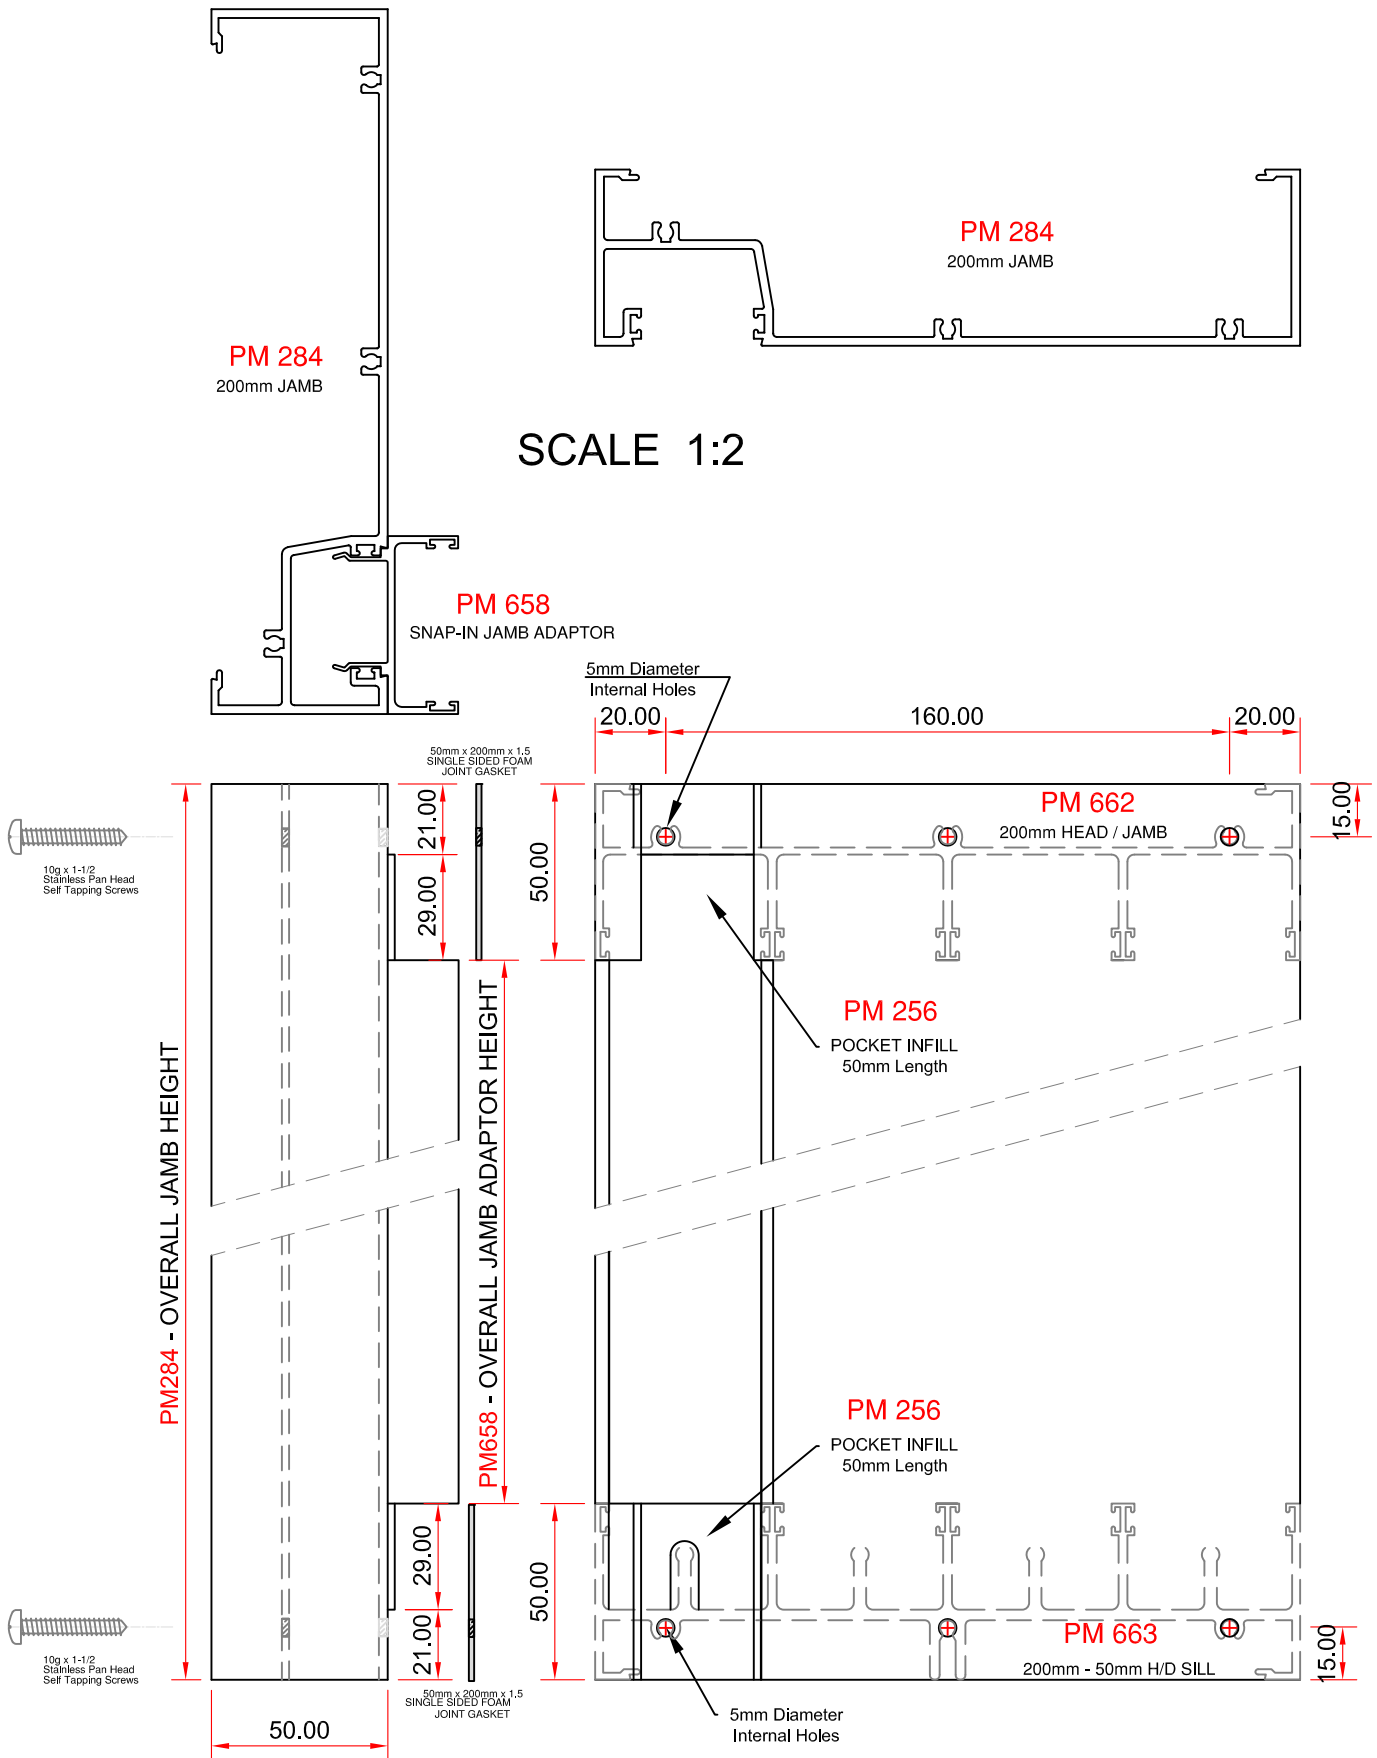 PM 284
200mm JAMB
PM 284
200mm JAMB
SCALE 1:2
PM 658
SNAP-IN JAMB ADAPTOR
5mm Diameter
Internal Holes
20.00
160.00
20.00
50mm x 200mm x 1.5
SINGLE SIDED FOAM
JOINT GASKET
21.00
29.00
50.00
PM 662
200mm HEAD / JAMB
15.00
10g x 1-1/2
Stainless Pan Head
Self Tapping Screws
PM 256
POCKET INFILL
50mm Length
PM284 - OVERALL JAMB HEIGHT
PM658 - OVERALL JAMB ADAPTOR HEIGHT
PM 256
POCKET INFILL
50mm Length
29.00
21.00
50.00
PM 663
200mm - 50mm H/D SILL
15.00
10g x 1-1/2
Stainless Pan Head
Self Tapping Screws
50mm x 200mm x 1.5
SINGLE SIDED FOAM
JOINT GASKET
5mm Diameter
Internal Holes
50.00